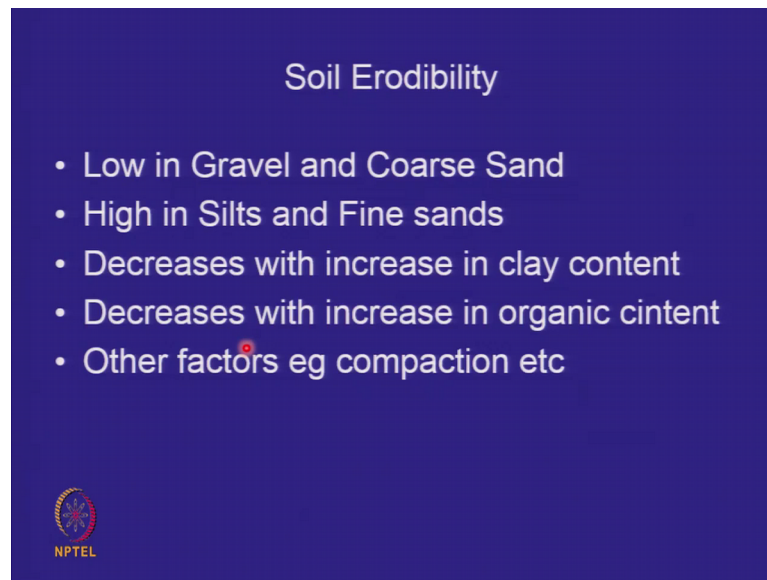 Soil Erodibility
• Low in Gravel and Coarse Sand
• High in Silts and Fine sands
• Decreases with increase in clay content
• Decreases with increase in organic cintent
• Other factors eg compaction etc
NPTEL